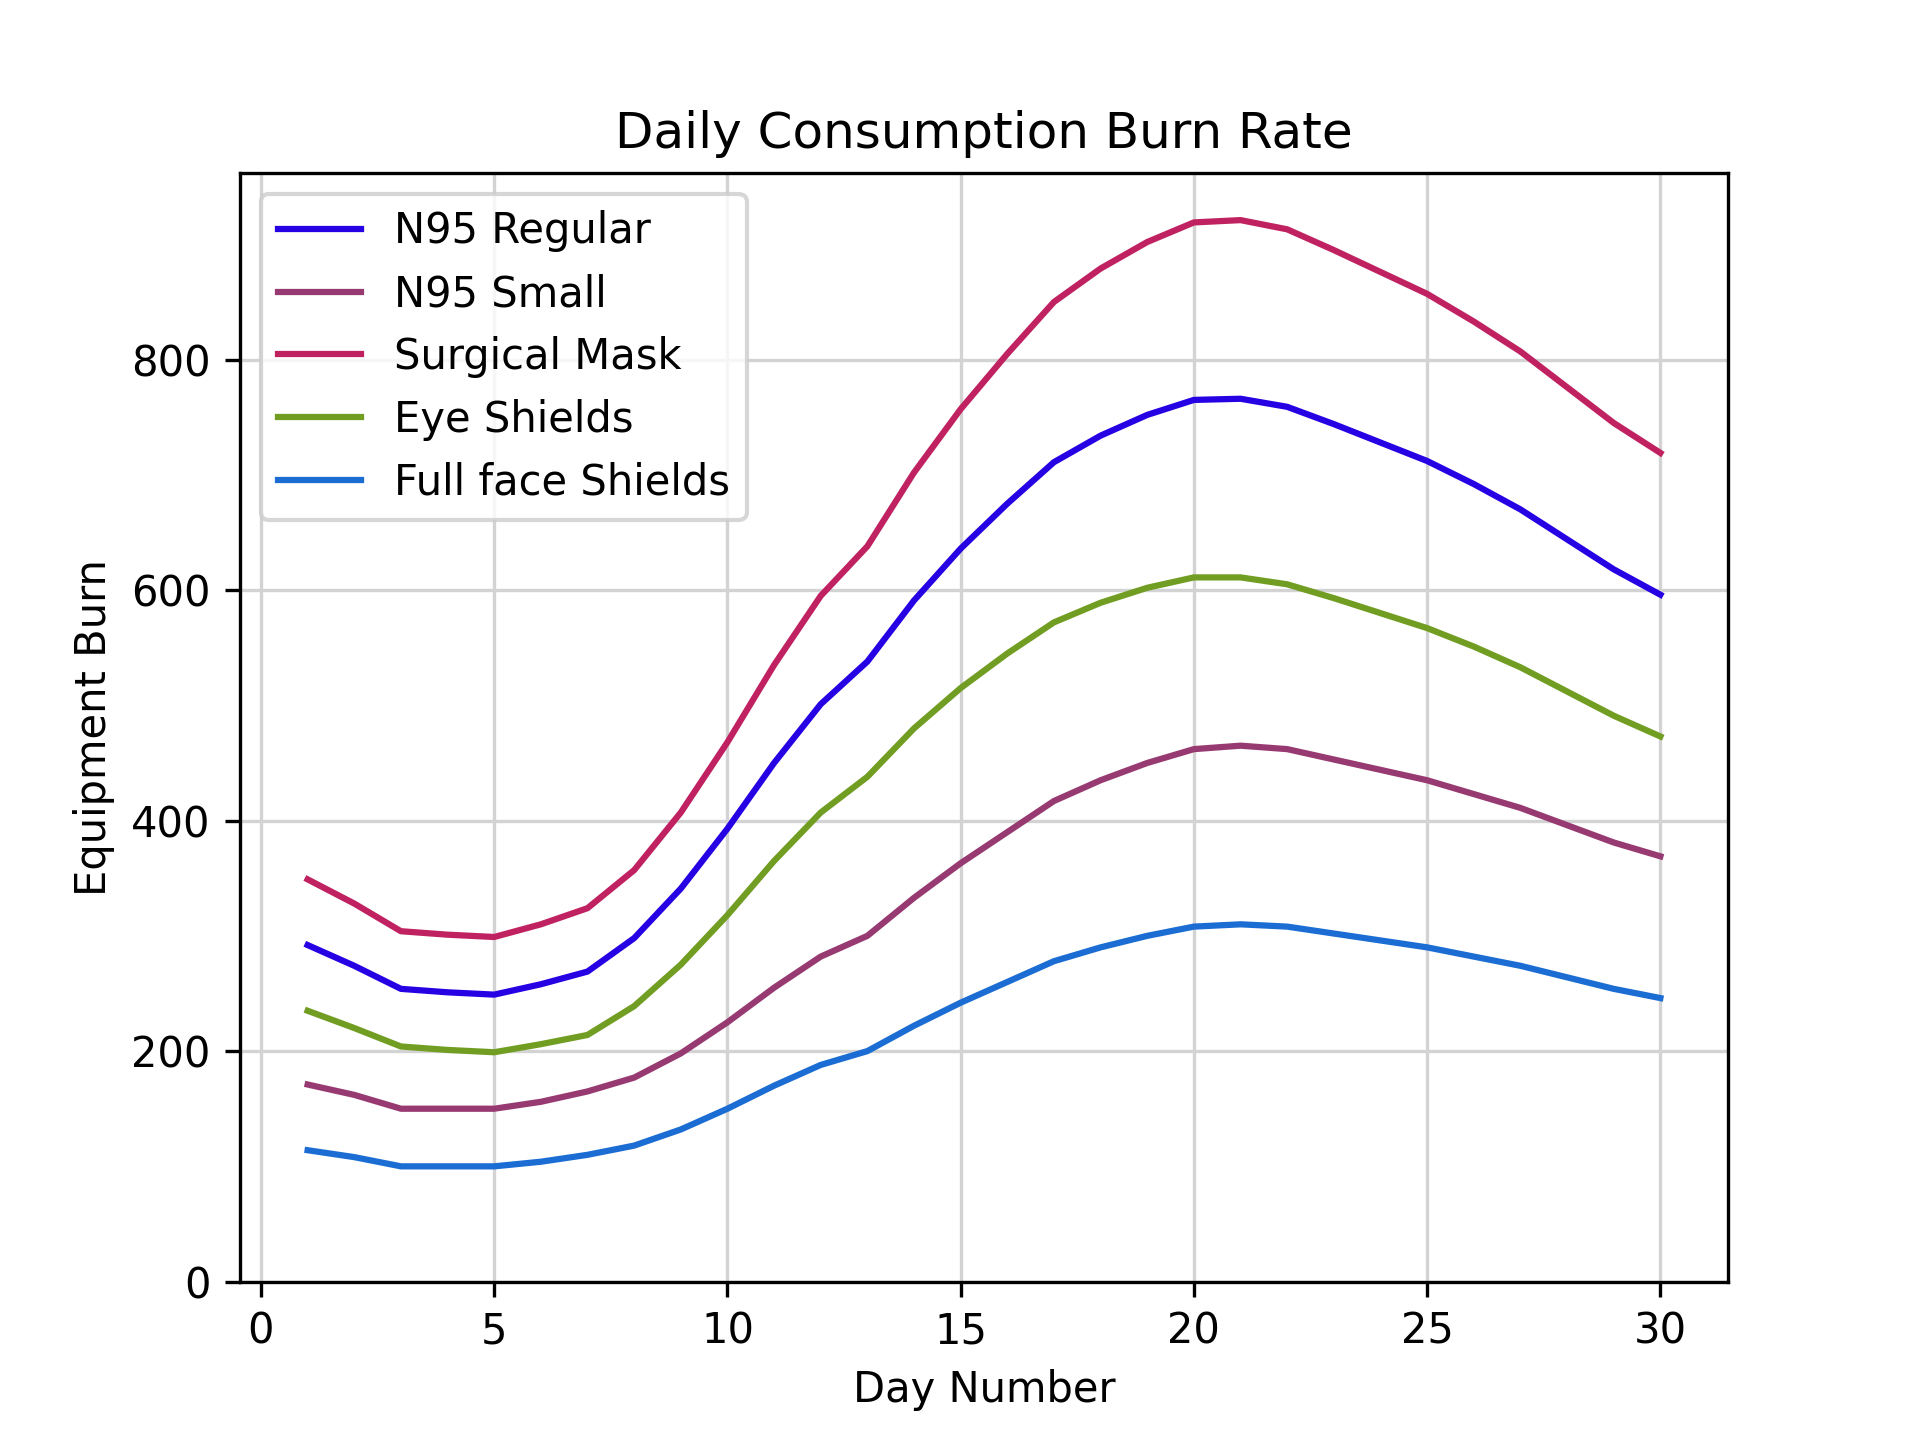 Daily Consumption Burn Rate
N95 Regular
N95 Small
Surgical Mask
Eye Shields
Full face Shields
Equipment Burn
800
600
400
200
0
0 5 10 15 20 25 30
Day Number